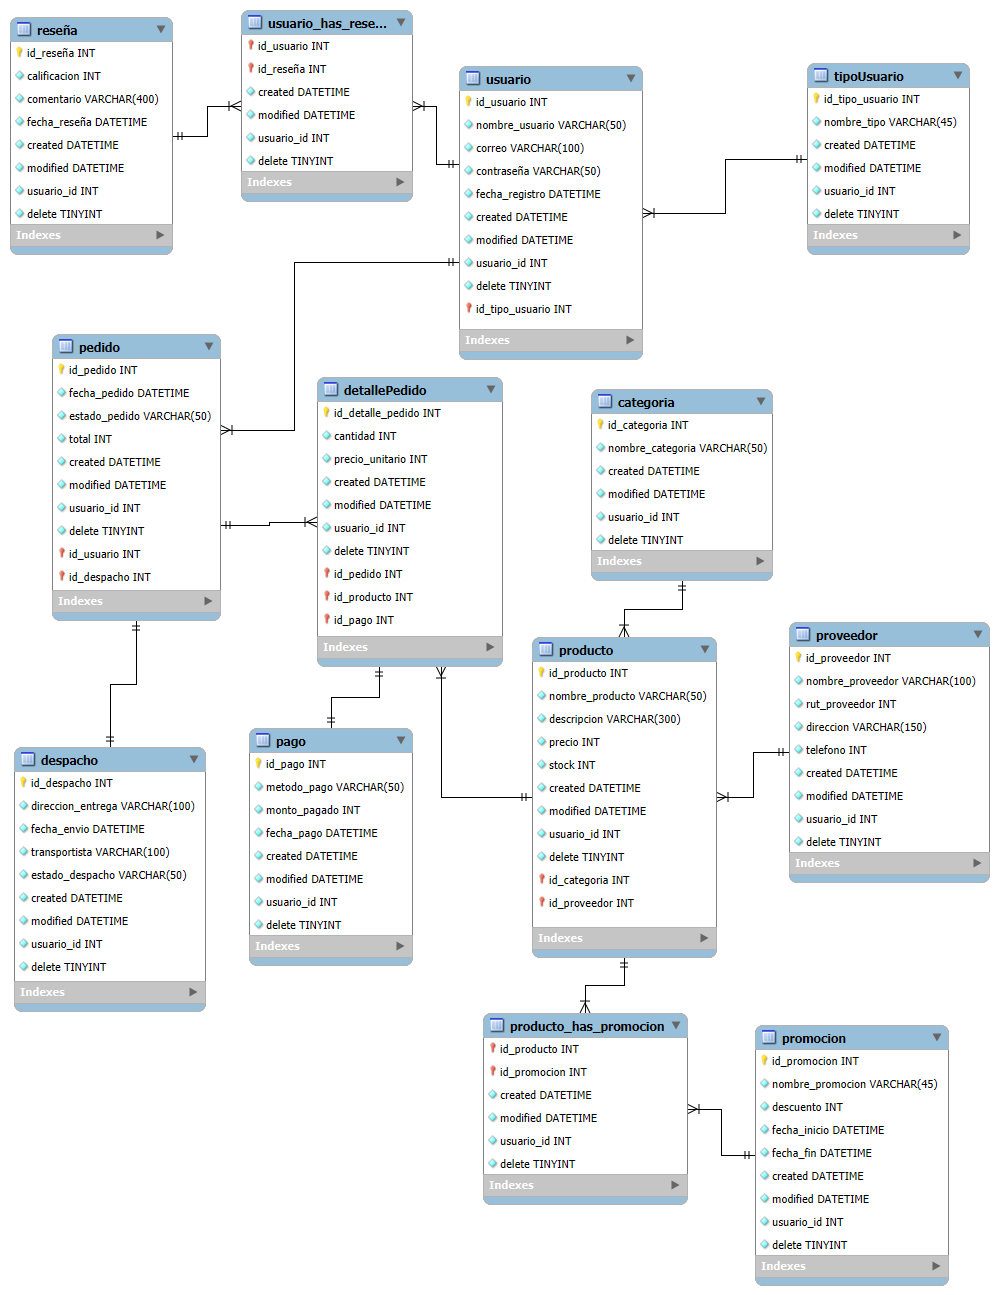 reseña
id_reseña INT
calificacion INT
comentario VARCHAR(400)
fecha_reseña DATETIME
created DATETIME
modified DATETIME
usuario_id INT
delete TINYINT
Indexes
usuario_has_rese...
id_usuario INT
id_reseña INT
created DATETIME
modified DATETIME
usuario_id INT
delete TINYINT
Indexes
usuario
id_usuario INT
nombre_usuario VARCHAR(50)
correo VARCHAR(100)
contraseña VARCHAR(50)
fecha_registro DATETIME
created DATETIME
modified DATETIME
usuario_id INT
delete TINYINT
id_tipo_usuario INT
Indexes
tipoUsuario
id_tipo_usuario INT
nombre_tipo VARCHAR(45)
created DATETIME
modified DATETIME
usuario_id INT
delete TINYINT
Indexes
pedido
id_pedido INT
fecha_pedido DATETIME
estado_pedido VARCHAR(50)
total INT
created DATETIME
modified DATETIME
usuario_id INT
delete TINYINT
id_usuario INT
id_despacho INT
Indexes
detallePedido
id_detalle_pedido INT
cantidad INT
precio_unitario INT
created DATETIME
modified DATETIME
usuario_id INT
delete TINYINT
id_pedido INT
id_producto INT
id_pago INT
Indexes
categoria
id_categoria INT
nombre_categoria VARCHAR(50)
created DATETIME
modified DATETIME
usuario_id INT
delete TINYINT
Indexes
producto
id_producto INT
nombre_producto VARCHAR(50)
descripcion VARCHAR(300)
precio INT
stock INT
created DATETIME
modified DATETIME
usuario_id INT
delete TINYINT
id_categoria INT
id_proveedor INT
Indexes
proveedor
id_proveedor INT
nombre_proveedor VARCHAR(100)
rut_proveedor INT
direccion VARCHAR(150)
telefono INT
created DATETIME
modified DATETIME
usuario_id INT
delete TINYINT
Indexes
despacho
id_despacho INT
direccion_entrega VARCHAR(100)
fecha_envio DATETIME
transportista VARCHAR(100)
estado_despacho VARCHAR(50)
created DATETIME
modified DATETIME
usuario_id INT
delete TINYINT
Indexes
pago
id_pago INT
metodo_pago VARCHAR(50)
monto_pagado INT
fecha_pago DATETIME
created DATETIME
modified DATETIME
usuario_id INT
delete TINYINT
Indexes
producto_has_promocion
id_producto INT
id_promocion INT
created DATETIME
modified DATETIME
usuario_id INT
delete TINYINT
Indexes
promocion
id_promocion INT
nombre_promocion VARCHAR(45)
descuento INT
fecha_inicio DATETIME
fecha_fin DATETIME
created DATETIME
modified DATETIME
usuario_id INT
delete TINYINT
Indexes